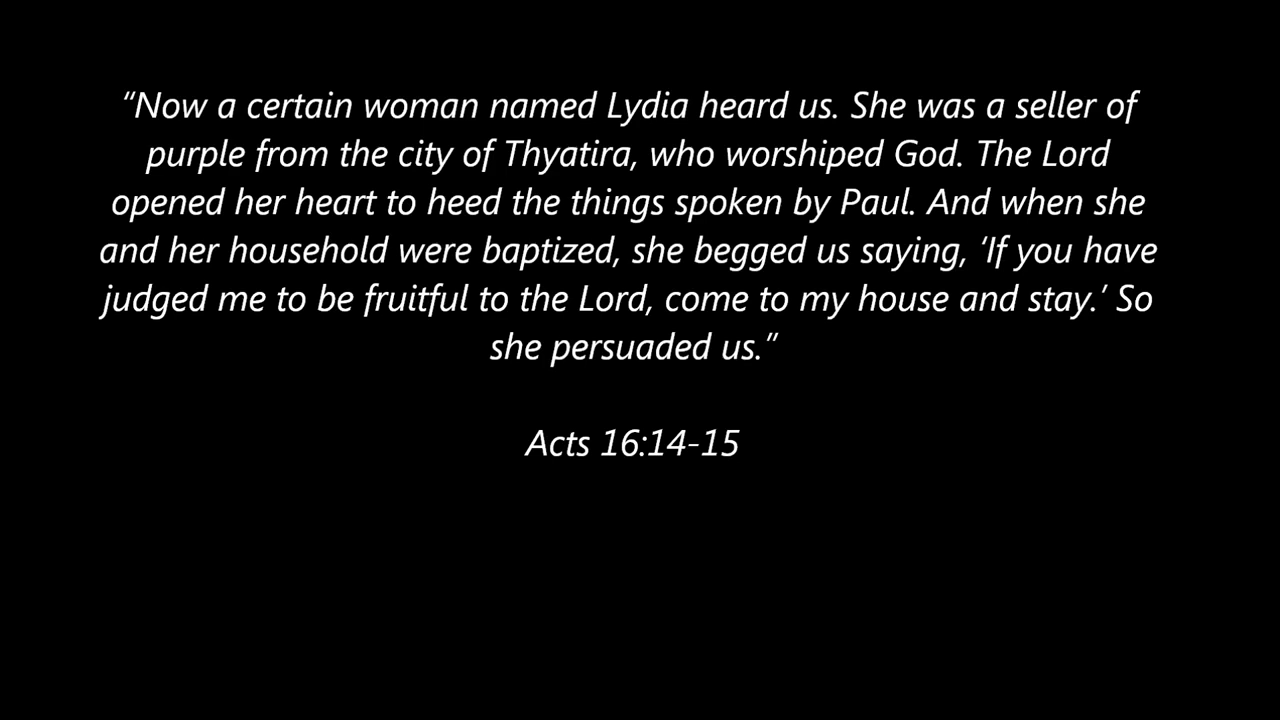 “Now a certain woman named Lydia heard us. She was a seller of
purple from the city of Thyatira, who worshiped God. The Lord
opened her heart to heed the things spoken by Paul. And when she
and her household were baptized, she begged us saying, ‘If you have
judged me to be fruitful to the Lord, come to my house and stay.’ So
she persuaded us.”
Acts 16:14-15